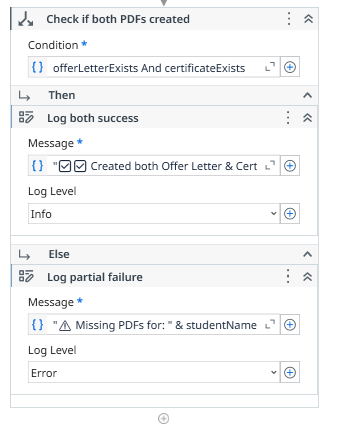 Check if both PDFs created
Condition *
offerLetterExists And certificateExists
Then
Log both success
Message *
"☑ ☑ Created both Offer Letter & Cert
Log Level
Info
Else
Log partial failure
Message *
"⚠ Missing PDFs for: " & studentName
Log Level
Error